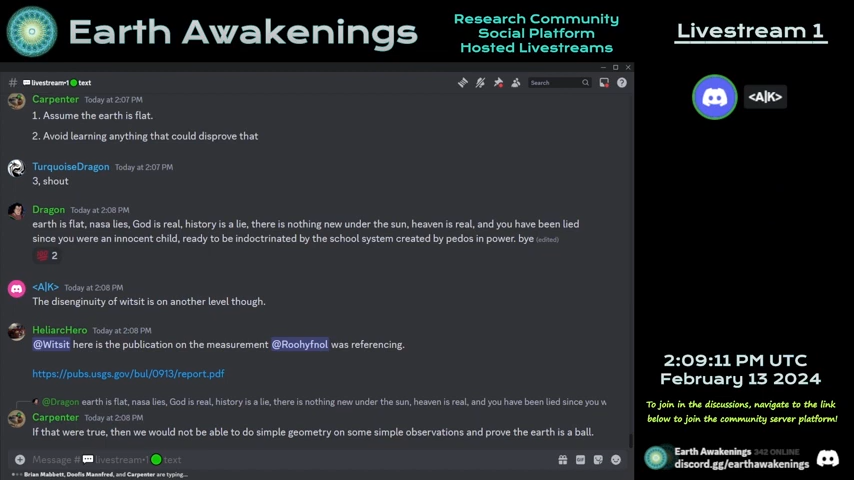 Earth Awakenings
Research Community
Social Platform
Hosted Livestreams
Livestream 1
# livestream•1 text
Search
<A|K>
Carpenter Today at 2:07 PM
1. Assume the earth is flat.
2. Avoid learning anything that could disprove that
TurquoiseDragon Today at 2:07 PM
3, shout
Dragon Today at 2:08 PM
earth is flat, nasa lies, God is real, history is a lie, there is nothing new under the sun, heaven is real, and you have been lied
since you were an innocent child, ready to be indoctrinated by the school system created by pedos in power. bye (edited)
2
<A|K> Today at 2:08 PM
The disenginuity of witsit is on another level though.
HeliarcHero Today at 2:08 PM
@Witsit here is the publication on the measurement @Roohyfnol was referencing.
https://pubs.usgs.gov/bul/0913/report.pdf
@Dragon earth is flat, nasa lies, God is real, history is a lie, there is nothing new under the sun, heaven is real, and you have been lied since you w
Carpenter Today at 2:08 PM
If that were true, then we would not be able to do simple geometry on some simple observations and prove the earth is a ball.
Message # livestream•1 text
Brian Mabbett, Doofis Mannfred, and Carpenter are typing...
2:09:11 PM UTC
February 13 2024
To join in the discussions, navigate to the link
below to join the community server platform!
Earth Awakenings 342 ONLINE
discord.gg/earthawakenings